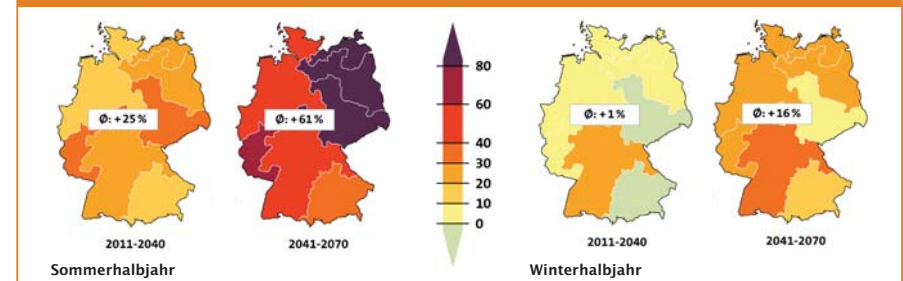 Ø: +25 %
2011-2040
Ø: +61 %
2041-2070
Sommerhalbjahr
80
60
40
30
20
10
0
Ø: +1 %
2011-2040
Ø: +16 %
2041-2070
Winterhalbjahr